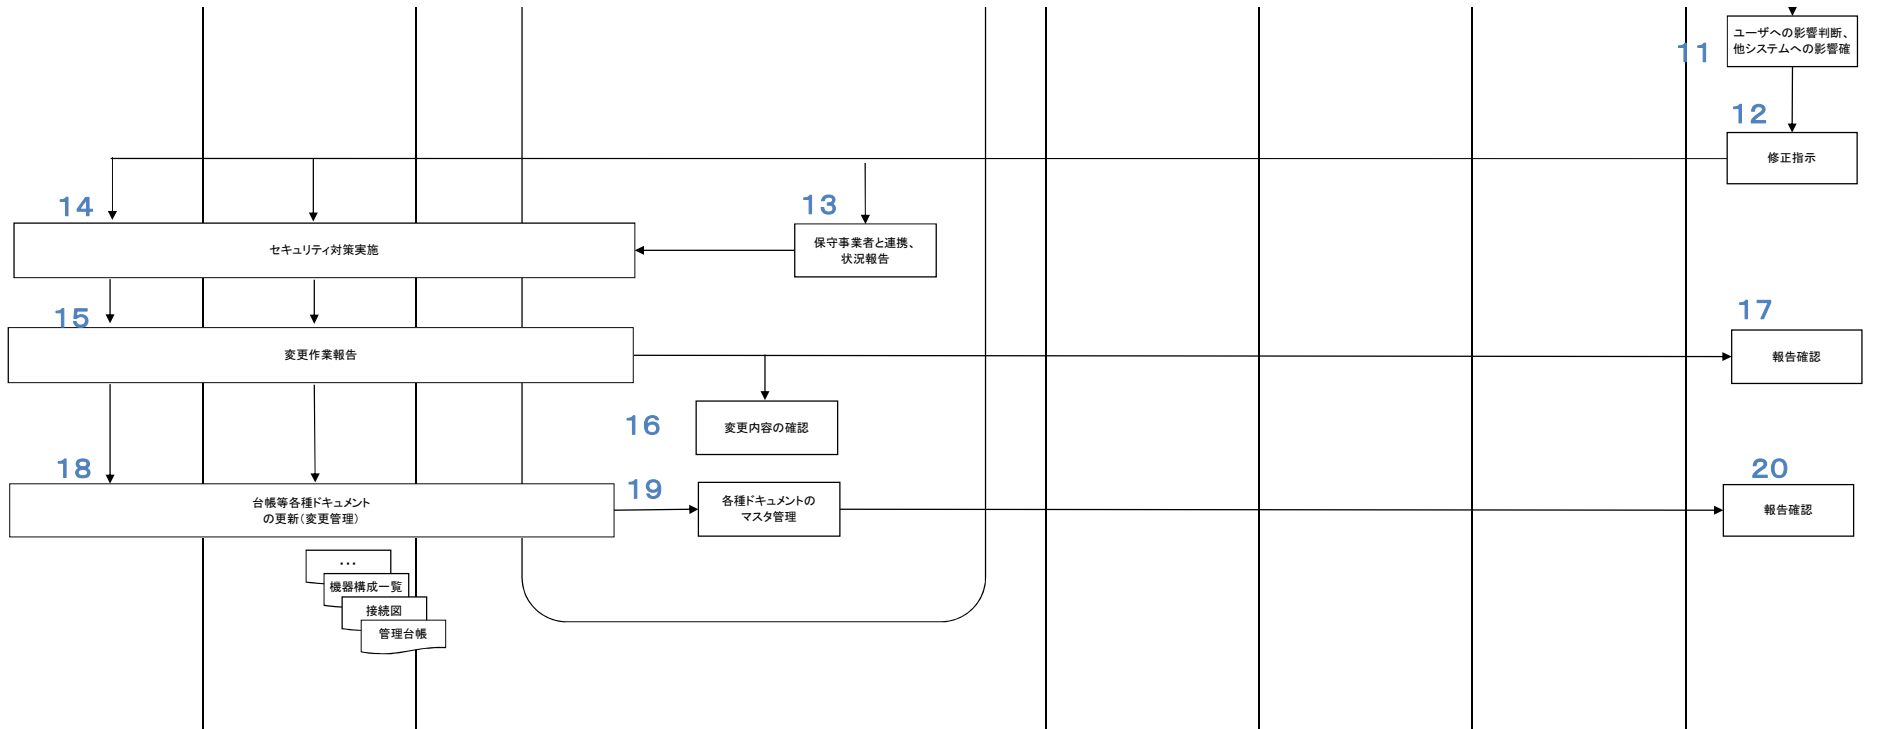 11
ユーザへの影響判断、
他システムへの影響確
12
修正指示
14
セキュリティ対策実施
13
保守事業者と連携、
状況報告
15
変更作業報告
17
報告確認
16
変更内容の確認
18
台帳等各種ドキュメント
の更新(変更管理)
19
各種ドキュメントの
マスタ管理
20
報告確認
…
機器構成一覧
接続図
管理台帳